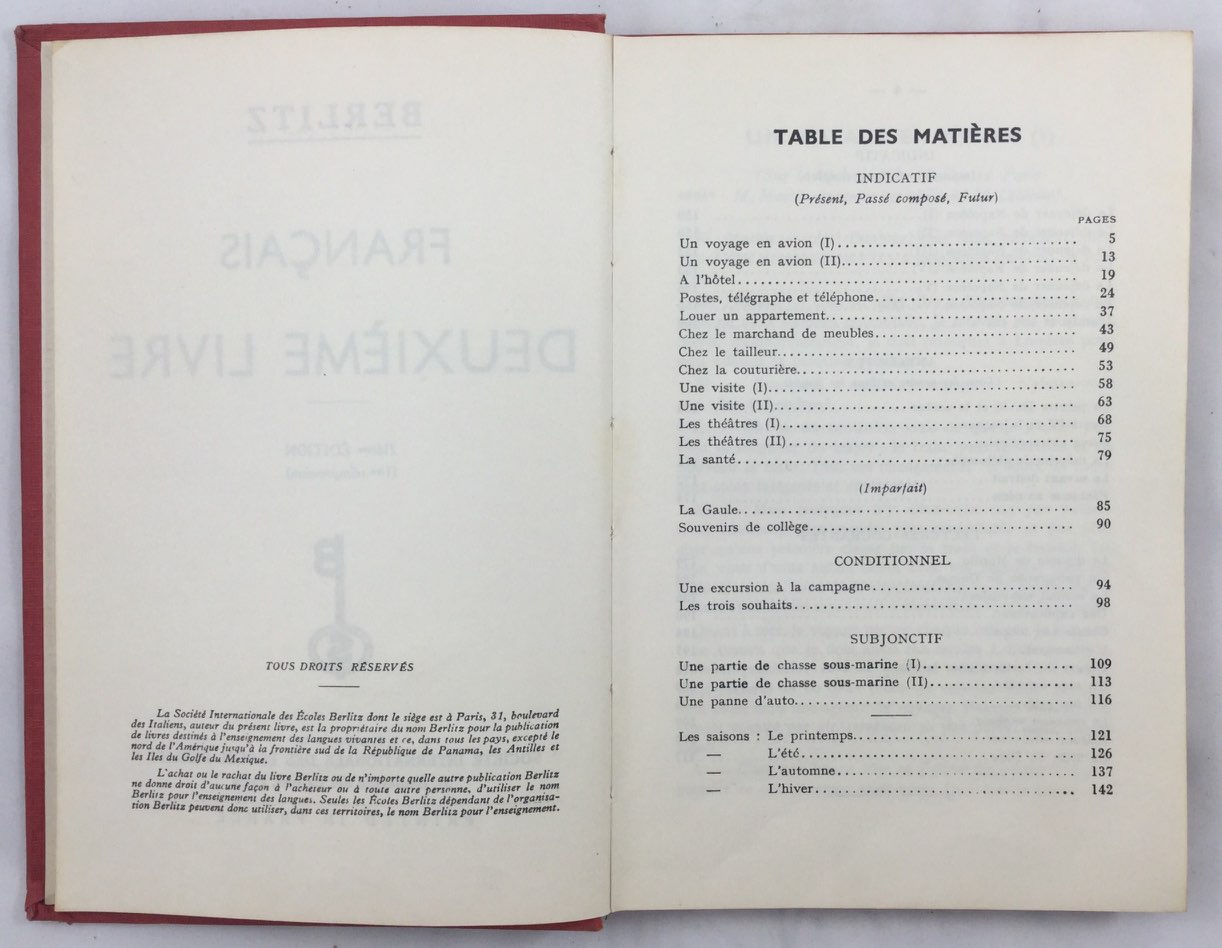 TOUS DROITS RÉSERVÉS
La Société Internationale des Écoles Berlitz dont le siège est à Paris, 31, boulevard
des Italiens, auteur du présent livre, est la propriétaire du nom Berlitz pour la publication
de livres destinés à l'enseignement des langues vivantes et ce, dans tous les pays, excepté le
nord de l'Amérique jusqu'à la frontière sud de la République de Panama, les Antilles et
les Iles du Golfe du Mexique.
L'achat ou le rachat du livre Berlitz ou de n'importe quelle autre publication Berlitz
ne donne droit d'aucune façon à l'acheteur ou à toute autre personne, d'utiliser le nom
Berlitz pour l'enseignement des langues. Seules les Écoles Berlitz dépendant de l'organisa-
tion Berlitz peuvent donc utiliser, dans ces territoires, le nom Berlitz pour l'enseignement.
TABLE DES MATIÈRES
INDICATIF
(Présent, Passé composé, Futur)
PAGES
Un voyage en avion (I) 5
Un voyage en avion (II) 13
A l'hôtel 19
Postes, télégraphe et téléphone 24
Louer un appartement 37
Chez le marchand de meubles 43
Chez le tailleur 49
Chez la couturière 53
Une visite (I) 58
Une visite (II) 63
Les théâtres (I) 68
Les théâtres (II) 75
La santé 79
(Imparfait)
La Gaule 85
Souvenirs de collège 90
CONDITIONNEL
Une excursion à la campagne 94
Les trois souhaits 98
SUBJONCTIF
Une partie de chasse sous-marine (I) 109
Une partie de chasse sous-marine (II) 113
Une panne d'auto 116
Les saisons : Le printemps 121
— L'été 126
— L'automne 137
— L'hiver 142
BERLITZ
FRANÇAIS
DEUXIÈME LIVRE